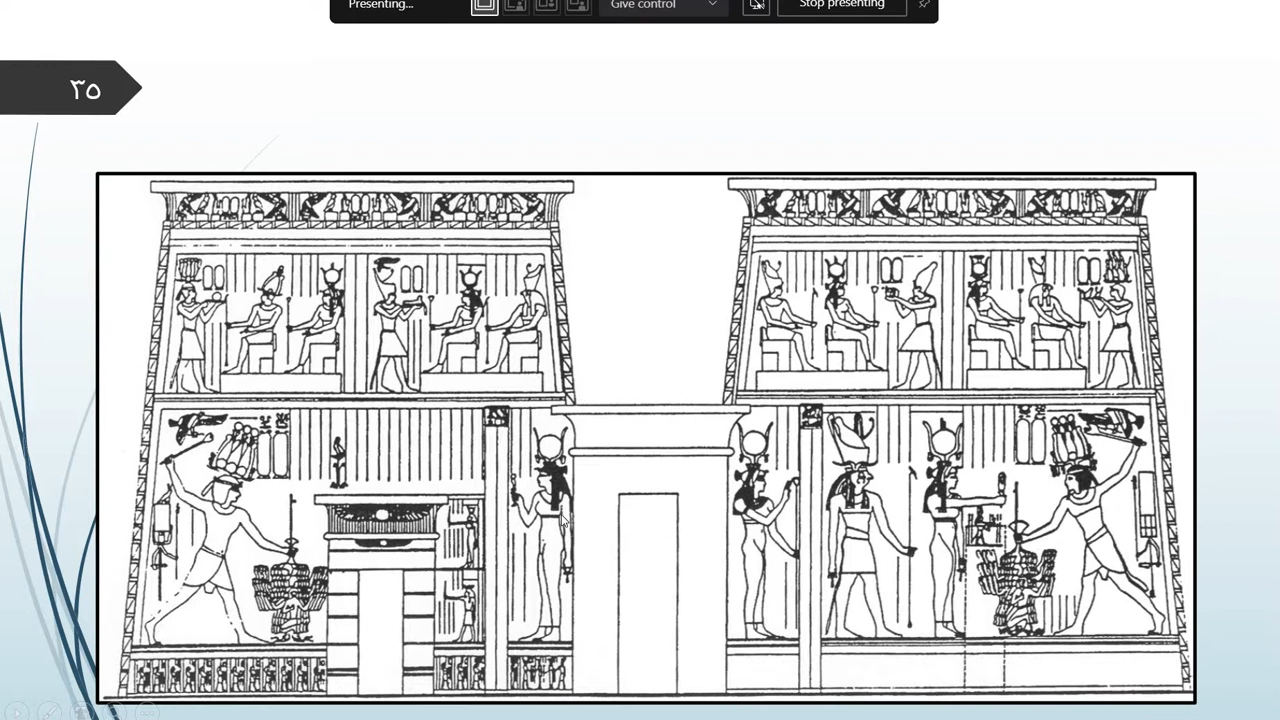 Presenting...
Give control
Stop presenting
٣٥